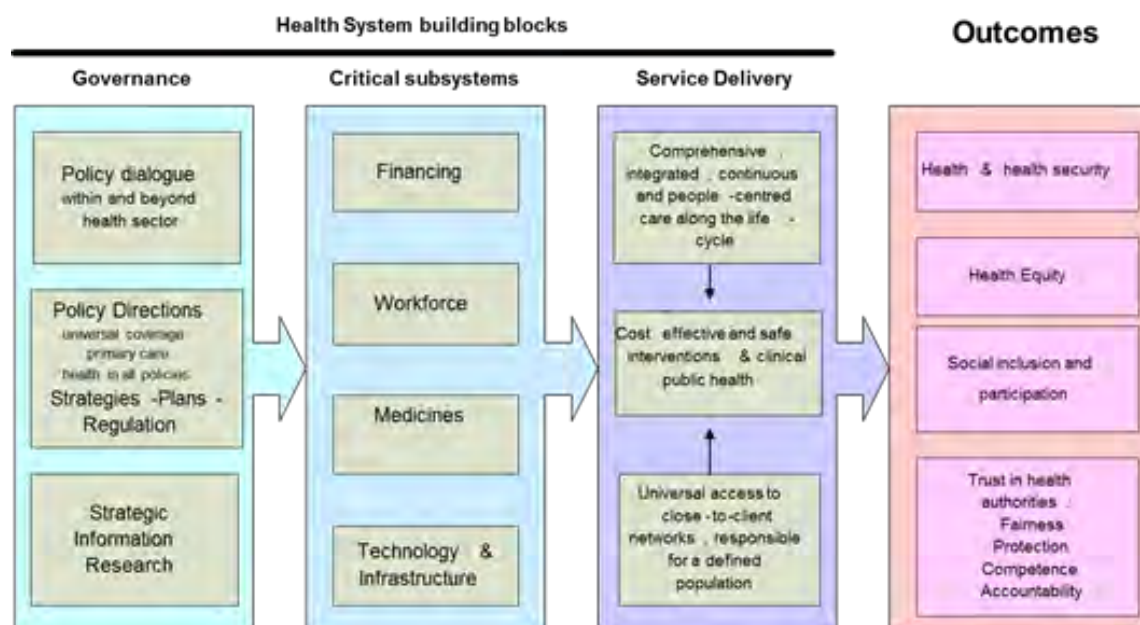 Health System building blocks
Outcomes
Governance
Critical subsystems
Service Delivery
Policy dialogue
within and beyond
health sector
Policy Directions
universal coverage
primary care
health in all policies
Strategies -Plans -
Regulation
Strategic
Information
Research
Financing
Workforce
Medicines
Technology &
Infrastructure
Comprehensive ,
integrated , continuous
and people -centred
care along the life -
cycle
Cost effective and safe
interventions & clinical
public health
Universal access to
close -to-client
networks , responsible
for a defined
population
Health & health security
Health Equity
Social inclusion and
participation
Trust in health
authorities :
Fairness
Protection
Competence
Accountability